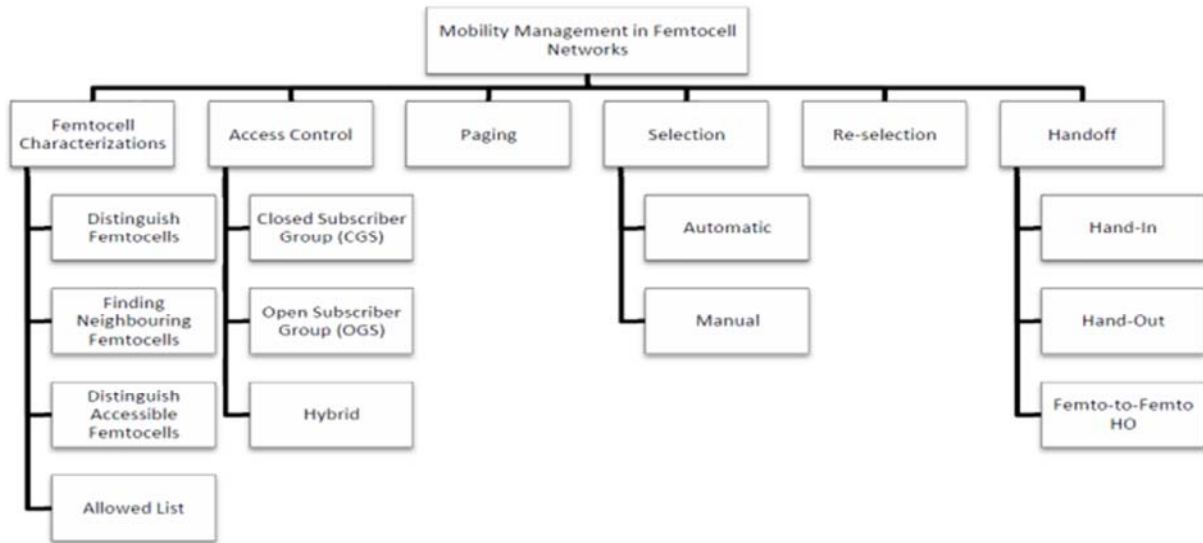 Mobility Management in Femtocell
Networks
Femtocell
Characterizations
Access Control
Paging
Selection
Re-selection
Handoff
Distinguish
Femtocells
Closed Subscriber
Group (CGS)
Automatic
Hand-In
Finding
Neighbouring
Femtocells
Open Subscriber
Group (OGS)
Manual
Hand-Out
Distinguish
Accessible
Femtocells
Hybrid
Femto-to-Femto
HO
Allowed List